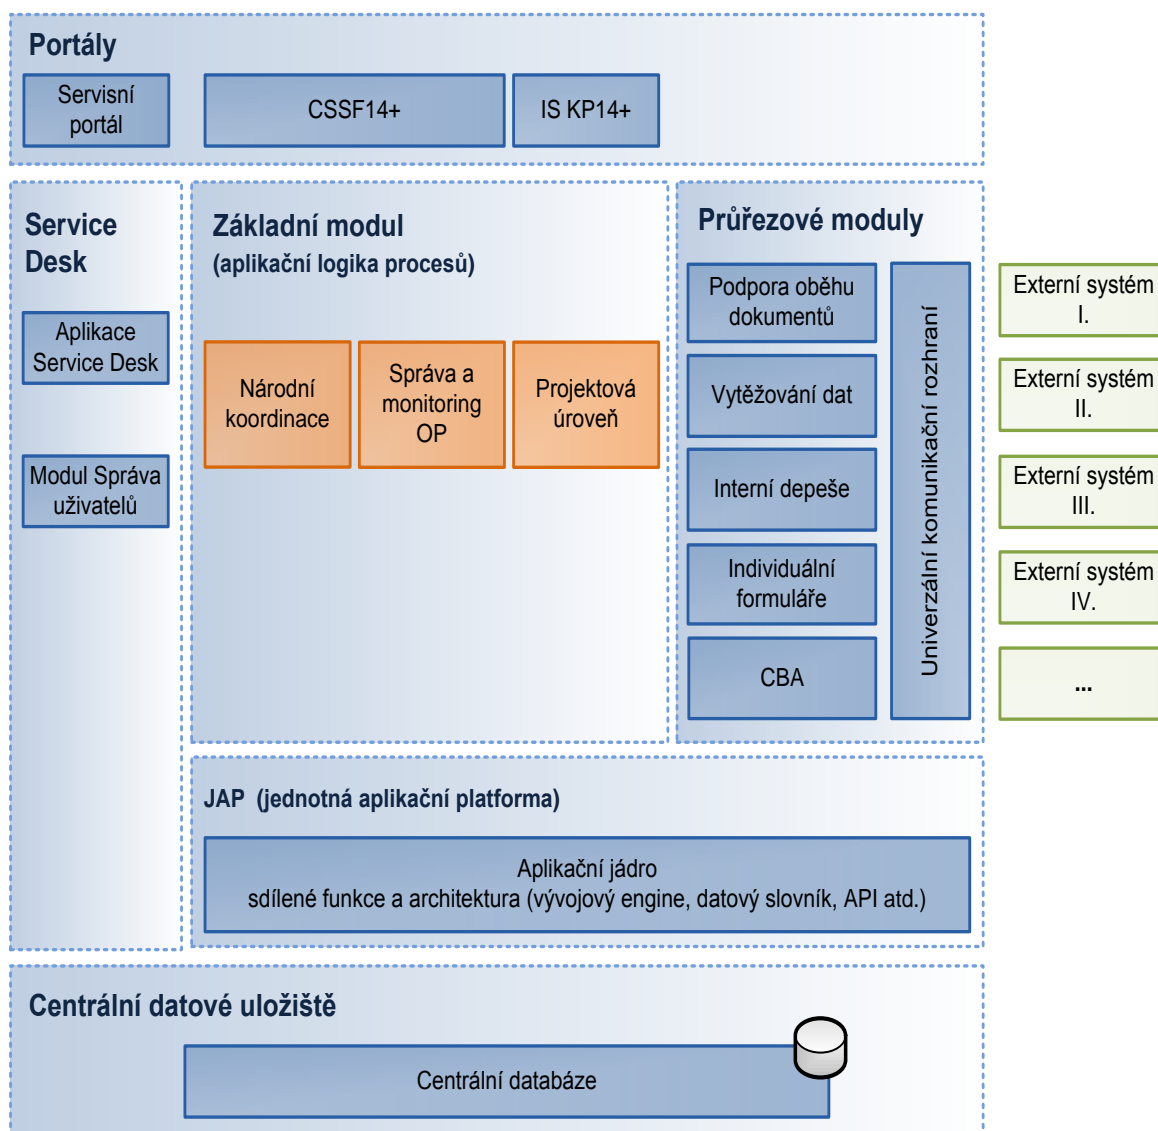 Portály
Servisní
portál
CSSF14+
IS KP14+
Service
Desk
Aplikace
Service Desk
Modul Správa
uživatelů
Základní modul
(aplikační logika procesů)
Národní
koordinace
Správa a
monitoring
OP
Projektová
úroveň
Průřezové moduly
Podpora oběhu
dokumentů
Vytěžování dat
Interní depeše
Individuální
formuláře
CBA
Univerzální komunikační rozhraní
Externí systém
I.
Externí systém
II.
Externí systém
III.
Externí systém
IV.
...
JAP (jednotná aplikační platforma)
Aplikační jádro
sdílené funkce a architektura (vývojový engine, datový slovník, API atd.)
Centrální datové uložiště
Centrální databáze